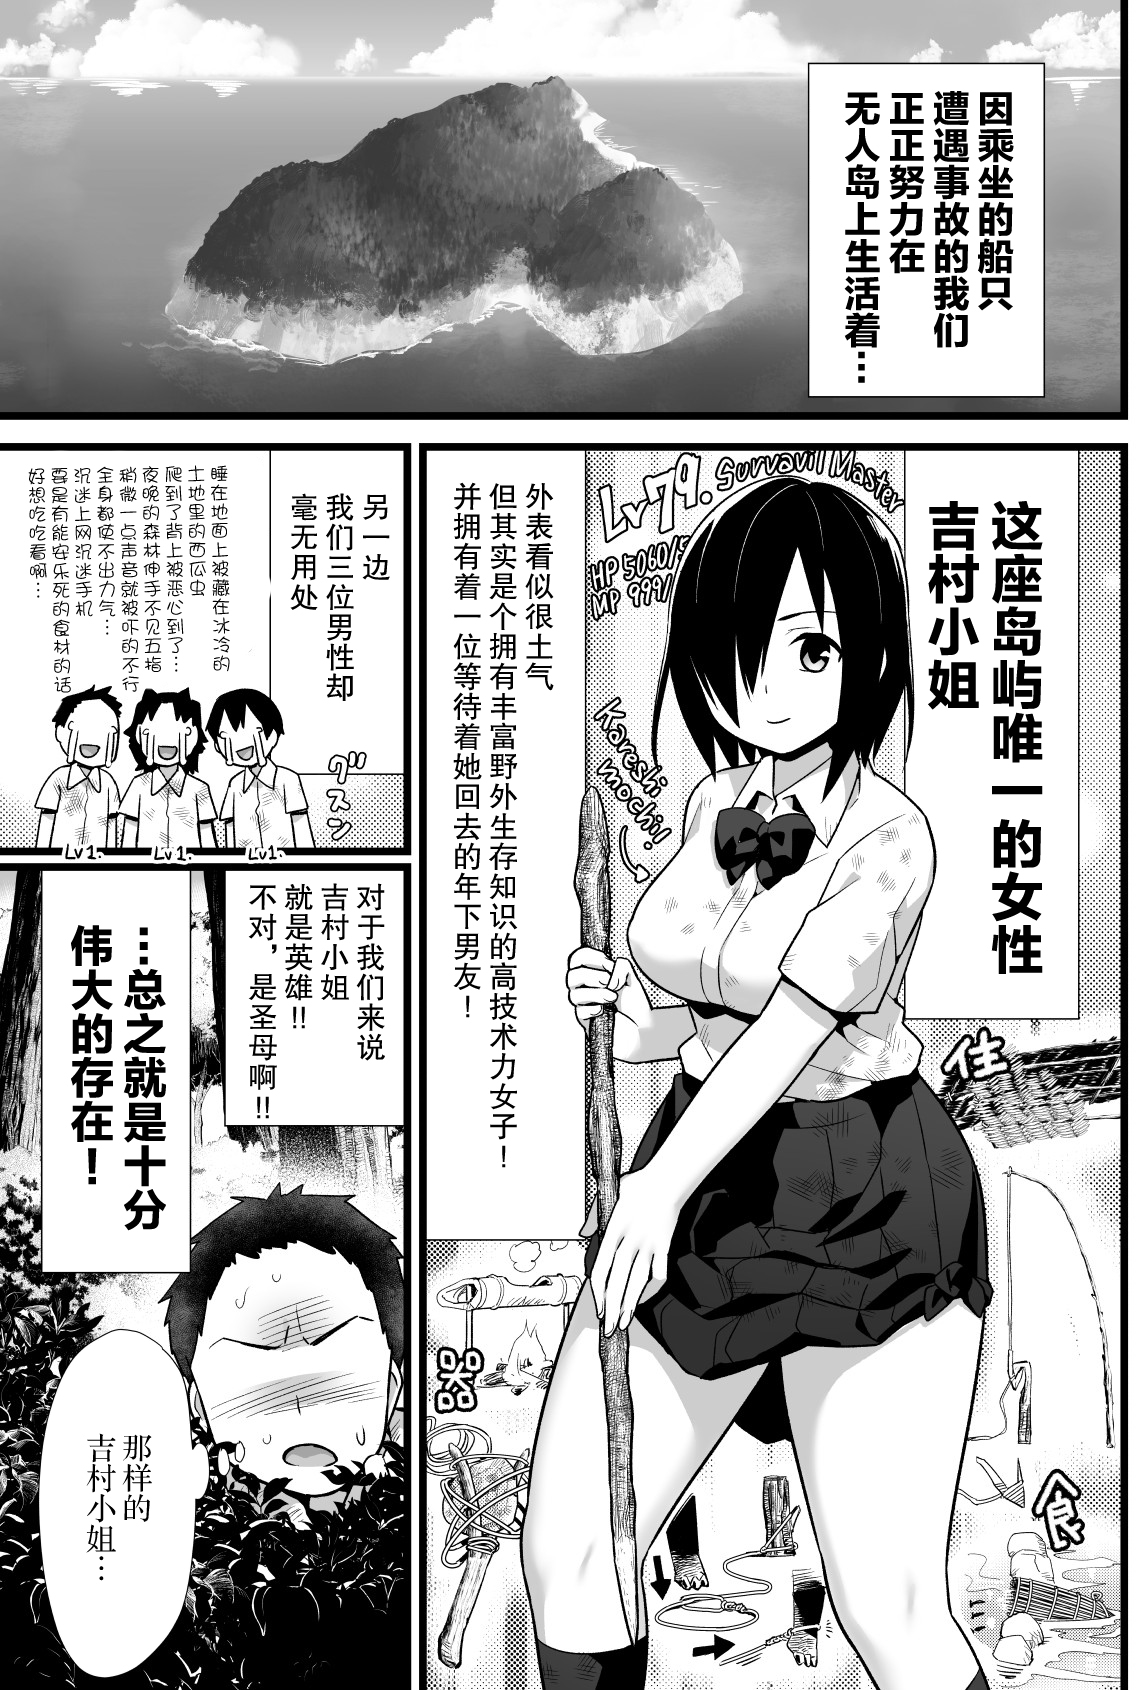 因乘坐的船只
遭遇事故的我们
正正努力在
无人岛上生活着…
这座岛屿唯一的女性
吉村小姐
Lv79. Survavil Master
HP 5060/5
MP 999/
Kareshi
mochi!
外表看似很土气
但其实是个拥有丰富野外生存知识的高技术力女子！
并拥有着一位等待着她回去的年下男友！
住
器
食
另一边
我们三位男性却
毫无用处
睡在地面上被藏在冰冷的
土地里的西瓜虫
爬到了背上被恶心到了…
夜晚的森林伸手不见五指
稍微一点声音就被吓的不行
全身都使不出力气…
沉迷上网沉迷手机
要是有能安乐死的食材的话
好想吃吃看啊…
グスン
Lv1.
Lv1.
Lv1.
对于我们来说
吉村小姐
就是英雄!!
不对，是圣母啊!!
…总之就是十分
伟大的存在！
那样的
吉村小姐…